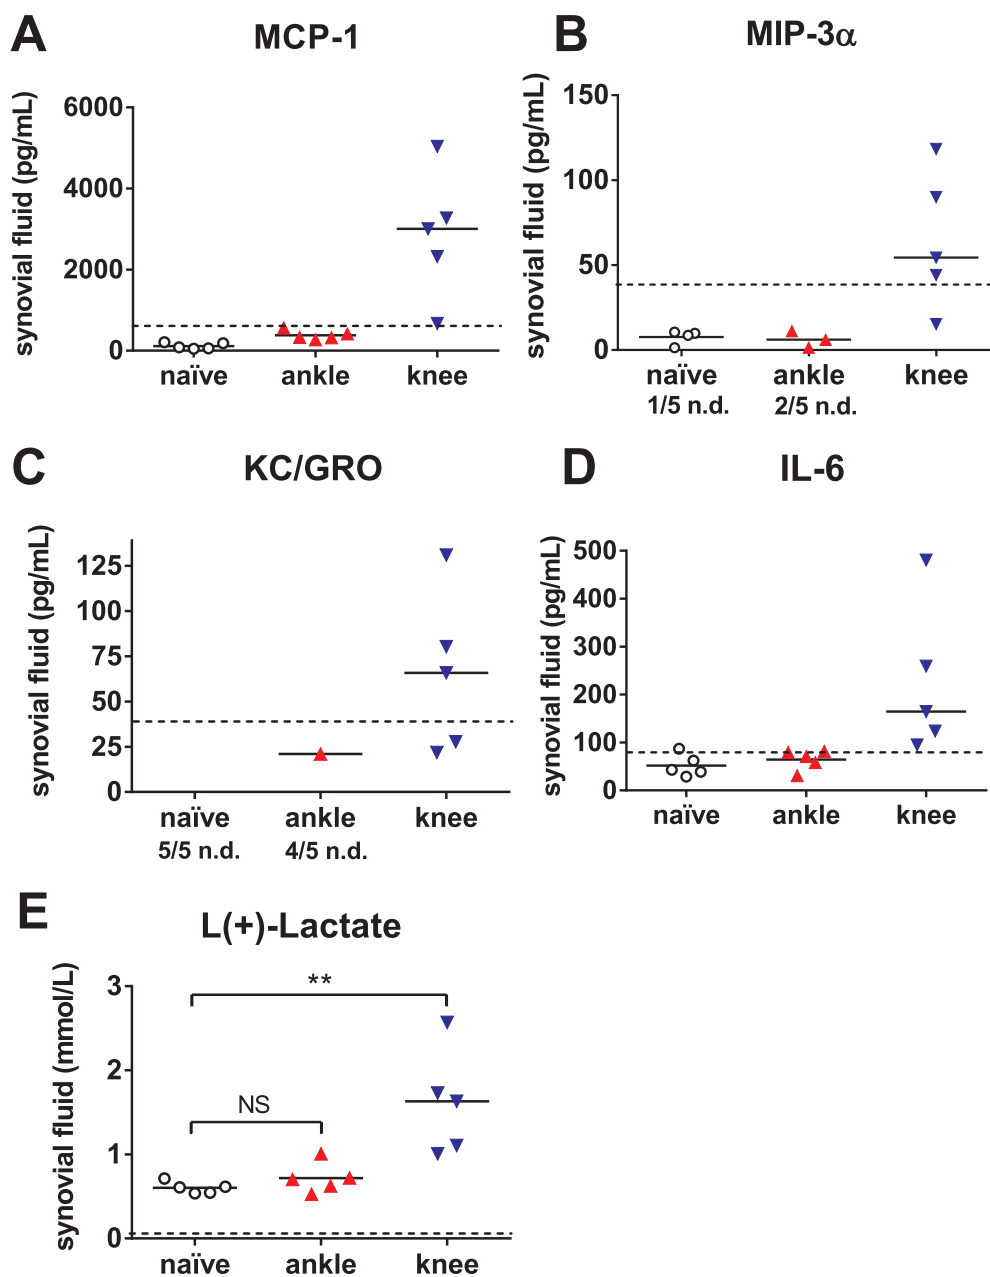 A
MCP-1
synovial fluid (pg/mL)
6000
4000
2000
0
naïve
ankle
knee
B
MIP-3α
synovial fluid (pg/mL)
150
100
50
0
naïve
ankle
knee
1/5 n.d.
2/5 n.d.
C
KC/GRO
synovial fluid (pg/mL)
125
100
75
50
25
0
naïve
ankle
knee
5/5 n.d.
4/5 n.d.
D
IL-6
synovial fluid (pg/mL)
500
400
300
200
100
0
naïve
ankle
knee
E
L(+)-Lactate
synovial fluid (mmol/L)
3
2
1
0
**
NS
naïve
ankle
knee